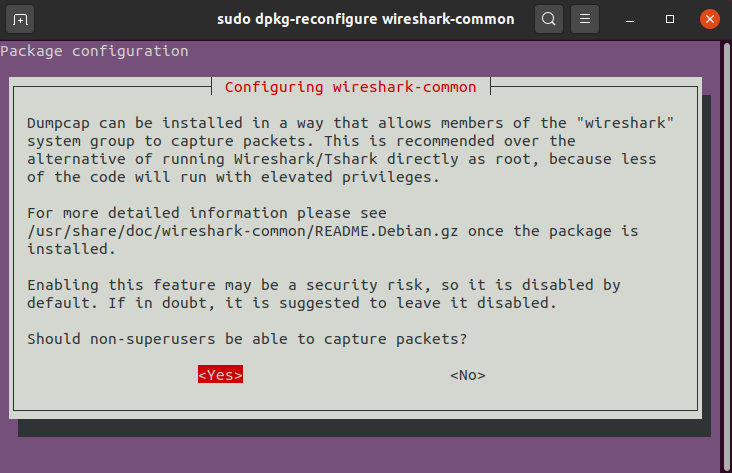 sudo dpkg-reconfigure wireshark-common
Package configuration
Configuring wireshark-common
Dumpcap can be installed in a way that allows members of the "wireshark"
system group to capture packets. This is recommended over the
alternative of running Wireshark/Tshark directly as root, because less
of the code will run with elevated privileges.
For more detailed information please see
/usr/share/doc/wireshark-common/README.Debian.gz once the package is
installed.
Enabling this feature may be a security risk, so it is disabled by
default. If in doubt, it is suggested to leave it disabled.
Should non-superusers be able to capture packets?
<Yes> <No>